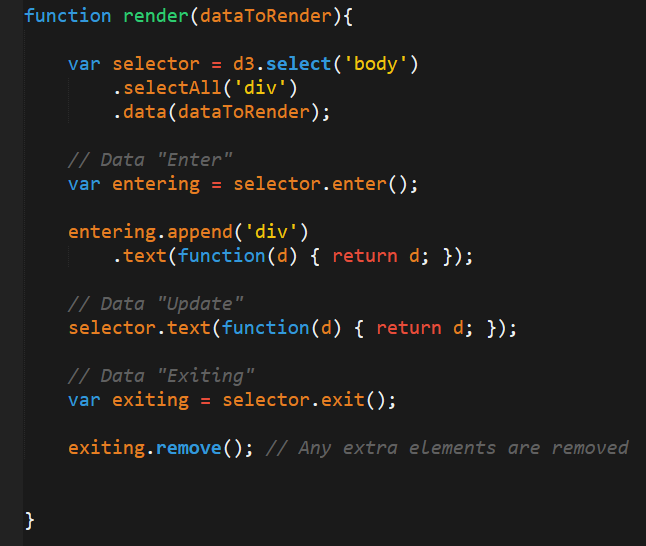 function render(dataToRender){
var selector = d3.select('body')
.selectAll('div')
.data(dataToRender);
// Data "Enter"
var entering = selector.enter();
entering.append('div')
.text(function(d) { return d; });
// Data "Update"
selector.text(function(d) { return d; });
// Data "Exiting"
var exiting = selector.exit();
exiting.remove(); // Any extra elements are removed
}